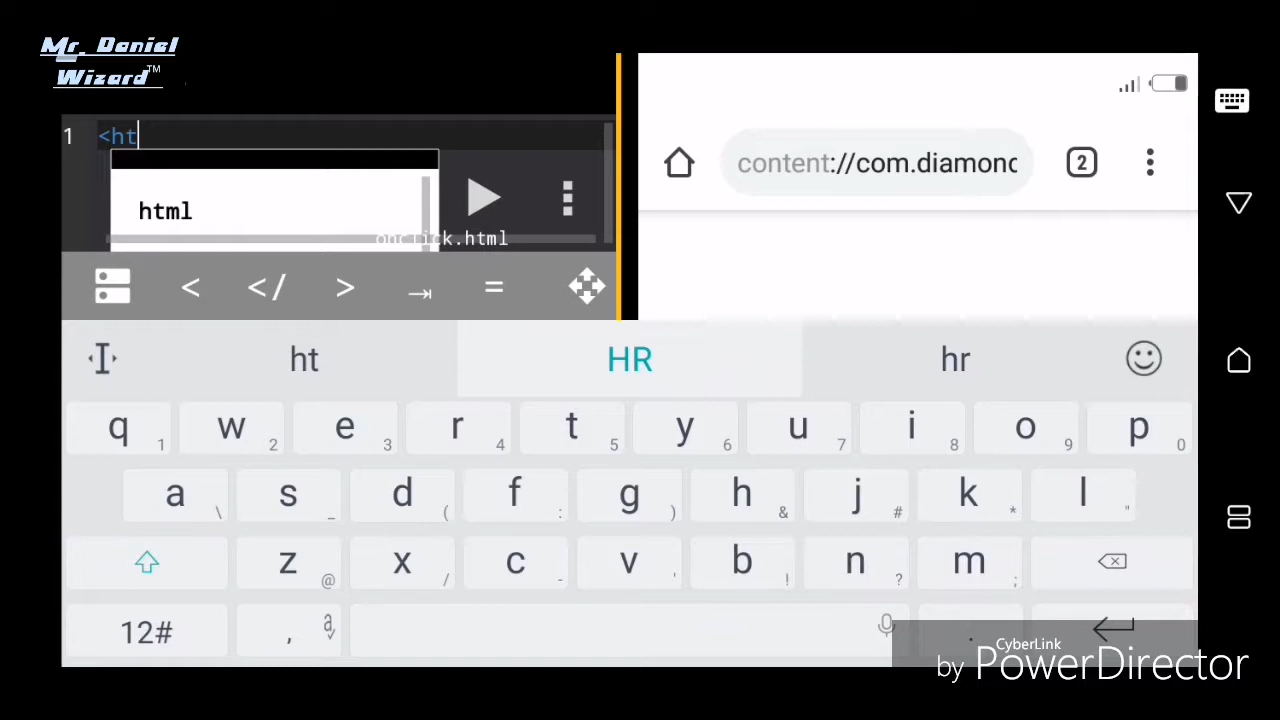 Mr. Daniel
Wizard™
1 <ht
html
onclick.html
< </ > =
content://com.diamonc
2
ht HR hr
q 1 w 2 e 3 r 4 t 5 y 6 u 7 i 8 o 9 p 0
a \ s _ d ( f : g ) h & j # k * l "
z @ x / c - v ' b ! n ? m ;
12# , a .
CyberLink
by PowerDirector